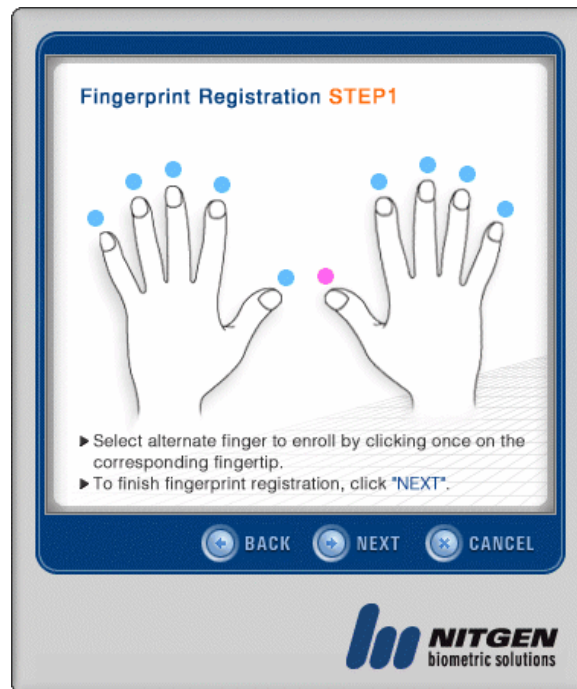 Fingerprint Registration STEP1
▶ Select alternate finger to enroll by clicking once on the
corresponding fingertip.
▶ To finish fingerprint registration, click "NEXT".
BACK NEXT CANCEL
NITGEN
biometric solutions